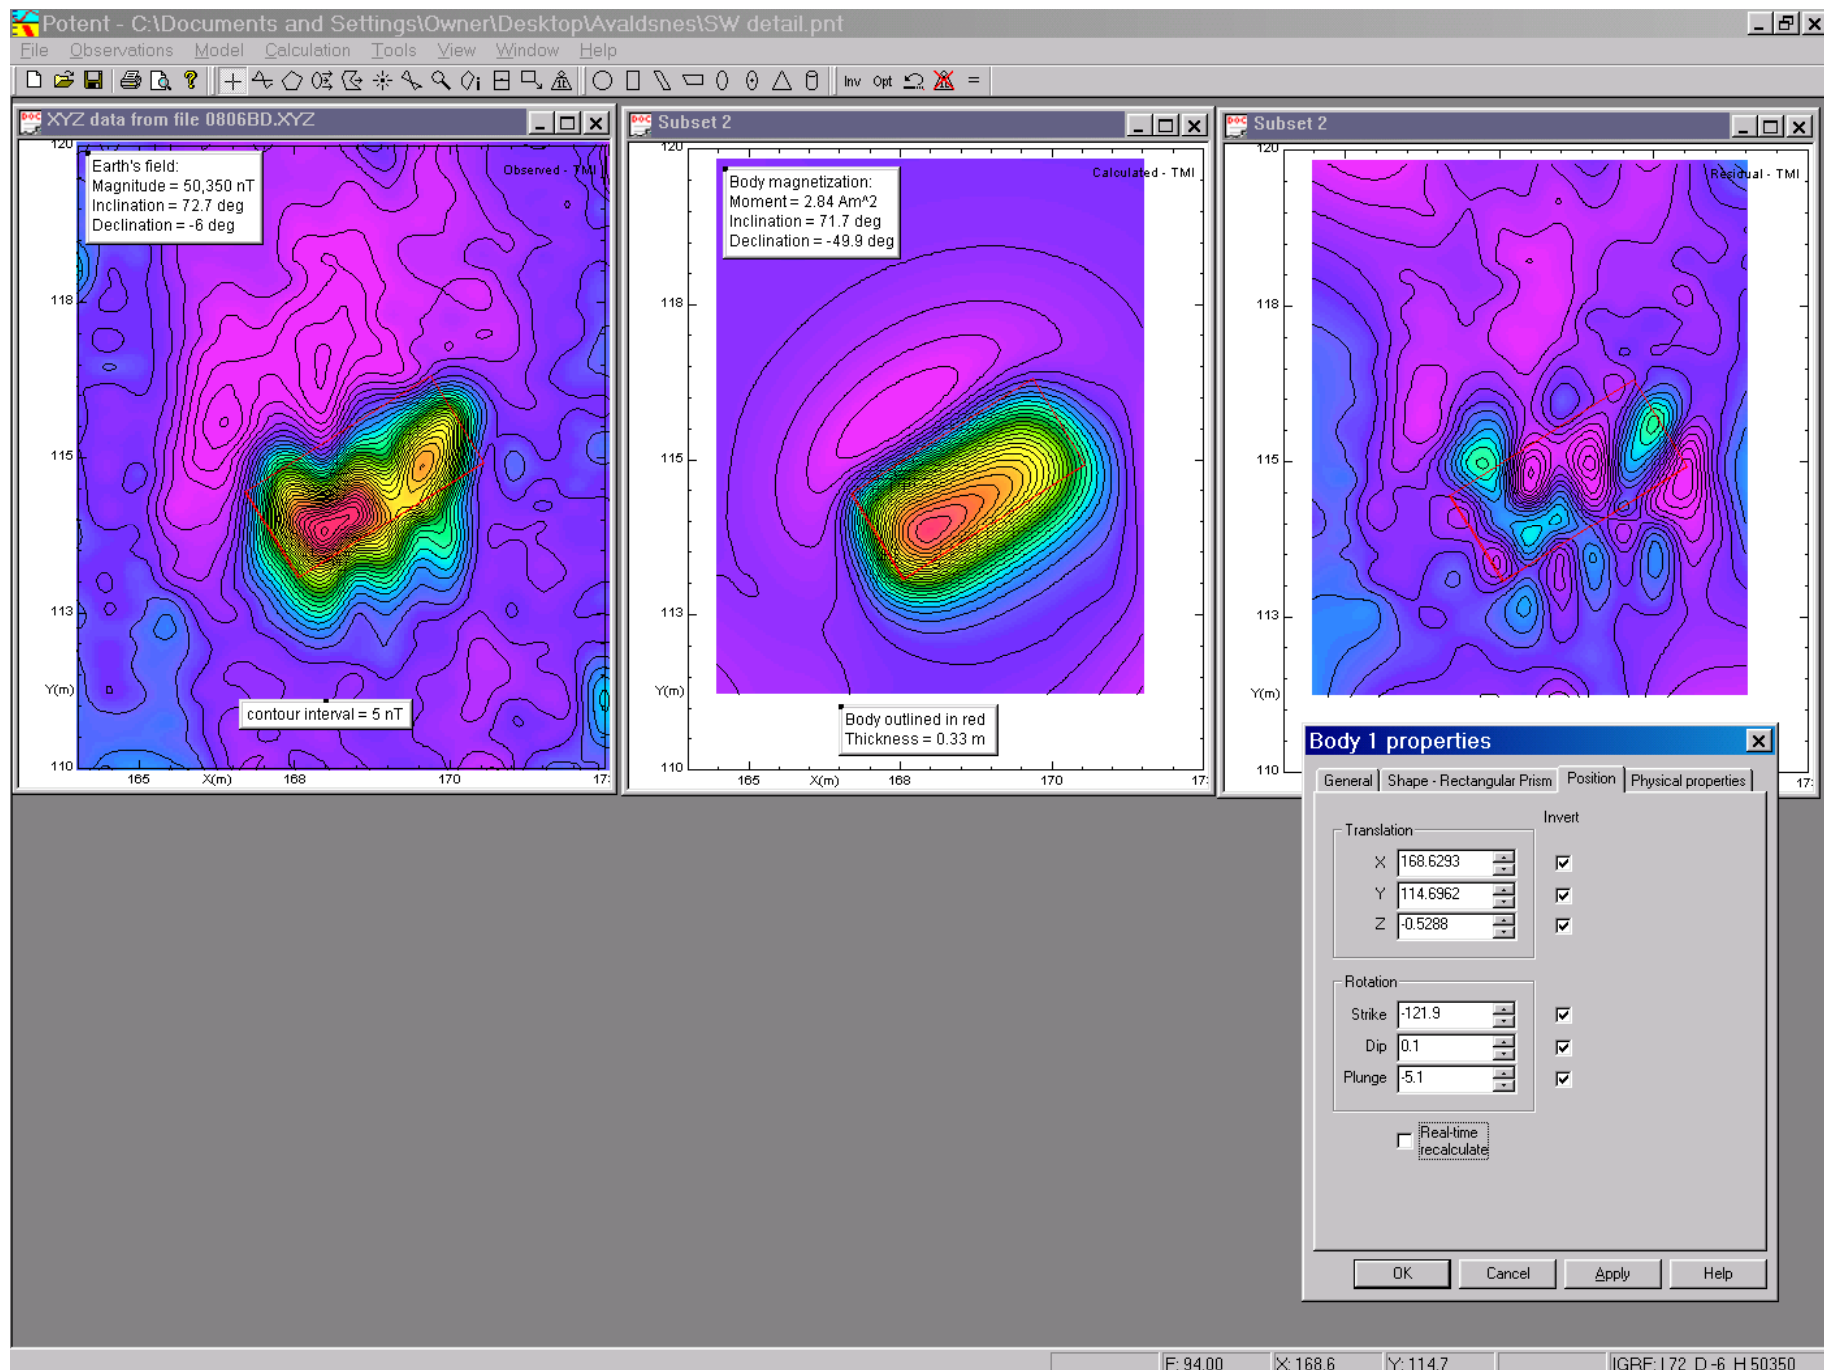 Potent - C:\Documents and Settings\Owner\Desktop\Avaldsnes\SW detail.pnt
File Observations Model Calculation Tools View Window Help
Inv Opt
XYZ data from file 0806BD.XYZ
120
Earth's field:
Magnitude = 50,350 nT
Inclination = 72.7 deg
Declination = -6 deg
Observed - TMI
118
115
113
Y(m)
contour interval = 5 nT
110
165 X(m) 168 170 17
Subset 2
120
Body magnetization:
Moment = 2.84 Am^2
Inclination = 71.7 deg
Declination = -49.9 deg
Calculated - TMI
118
115
113
Y(m)
Body outlined in red
Thickness = 0.33 m
110
165 X(m) 168 170 17
Subset 2
120
Residual - TMI
118
115
113
Y(m)
110
17
Body 1 properties
General Shape - Rectangular Prism Position Physical properties
Invert
Translation
X 168.6293
Y 114.6962
Z -0.5288
Rotation
Strike -121.9
Dip 0.1
Plunge -5.1
Real-time
recalculate
OK Cancel Apply Help
F: 94.00 X: 168.6 Y: 114.7 IGRF: I 72 D -6 H 50350